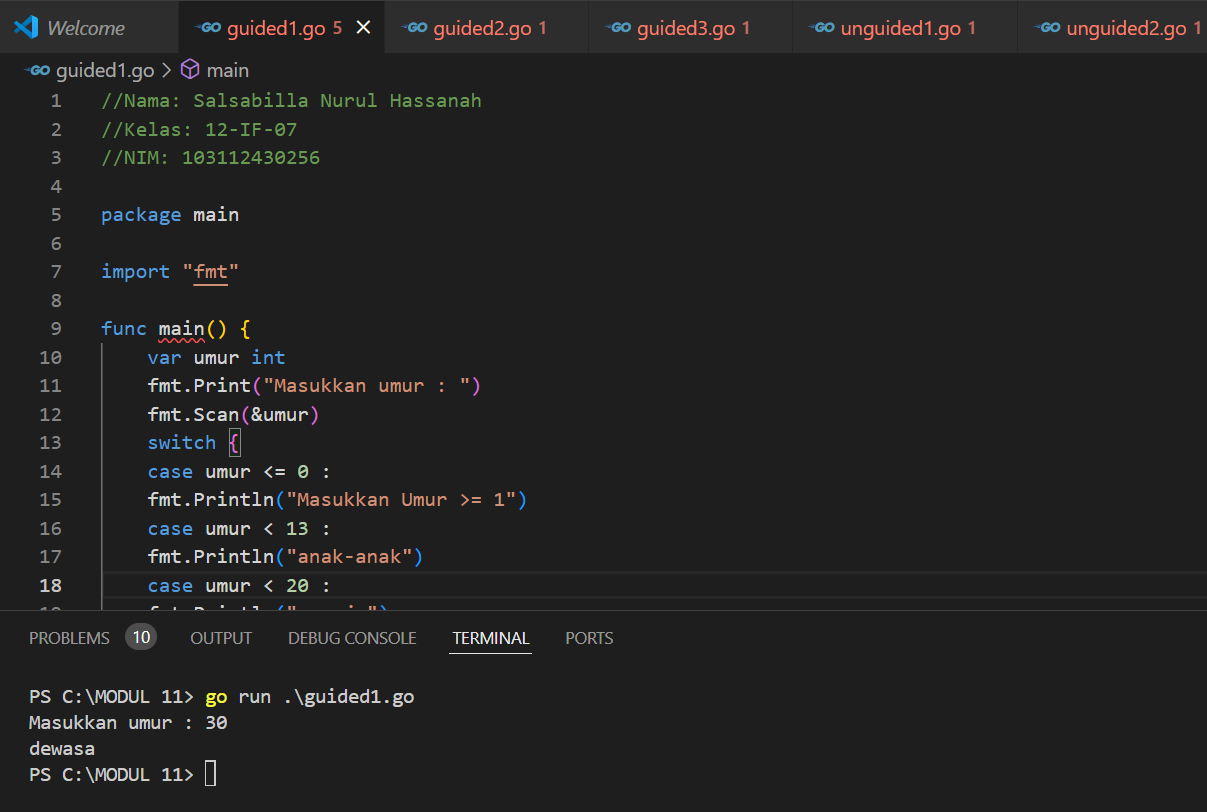 Welcome guided1.go 5 guided2.go 1 guided3.go 1 unguided1.go 1 unguided2.go 1
guided1.go > main
1 //Nama: Salsabilla Nurul Hassanah
2 //Kelas: 12-IF-07
3 //NIM: 103112430256
4
5 package main
6
7 import "fmt"
8
9 func main() {
10 var umur int
11 fmt.Print("Masukkan umur : ")
12 fmt.Scan(&umur)
13 switch {
14 case umur <= 0 :
15 fmt.Println("Masukkan Umur >= 1")
16 case umur < 13 :
17 fmt.Println("anak-anak")
18 case umur < 20 :
PROBLEMS 10 OUTPUT DEBUG CONSOLE TERMINAL PORTS
PS C:\MODUL 11> go run .\guided1.go
Masukkan umur : 30
dewasa
PS C:\MODUL 11>